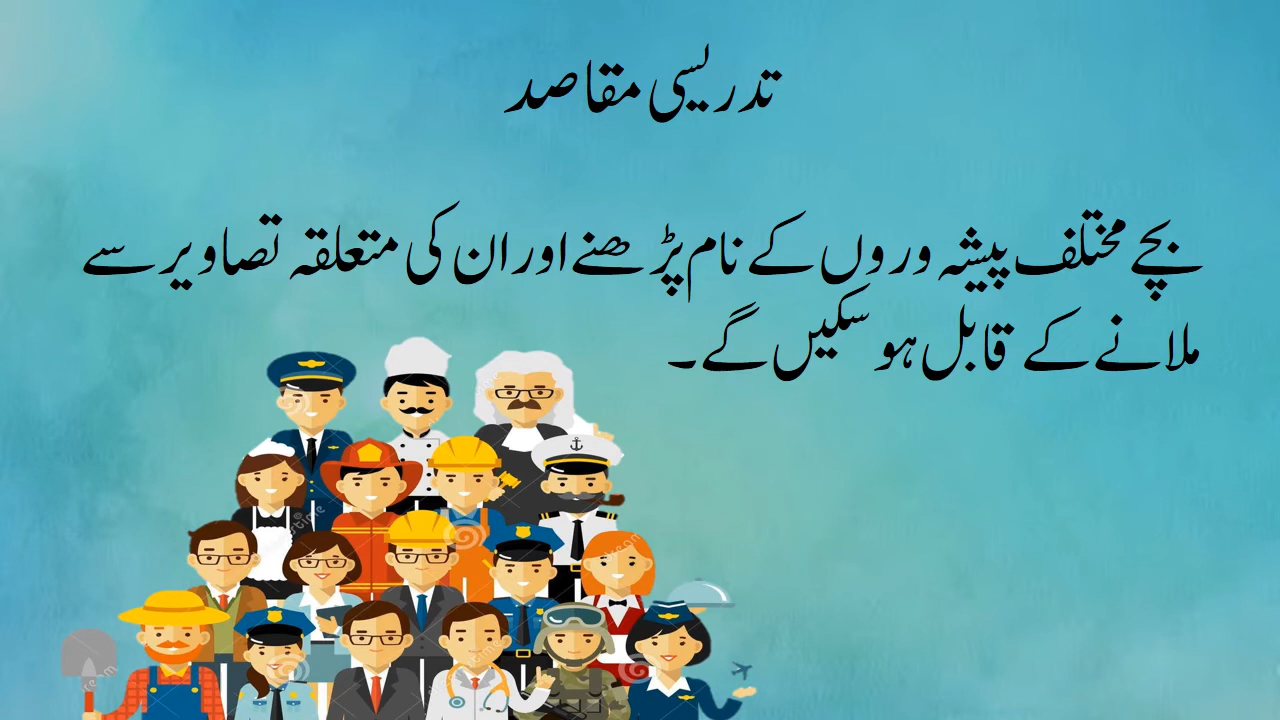 تدریسی مقاصد
بچے مختلف پیشہ وروں کے نام پڑھنے اور ان کی متعلقہ تصاویر سے
ملانے کے قابل ہو سکیں گے۔